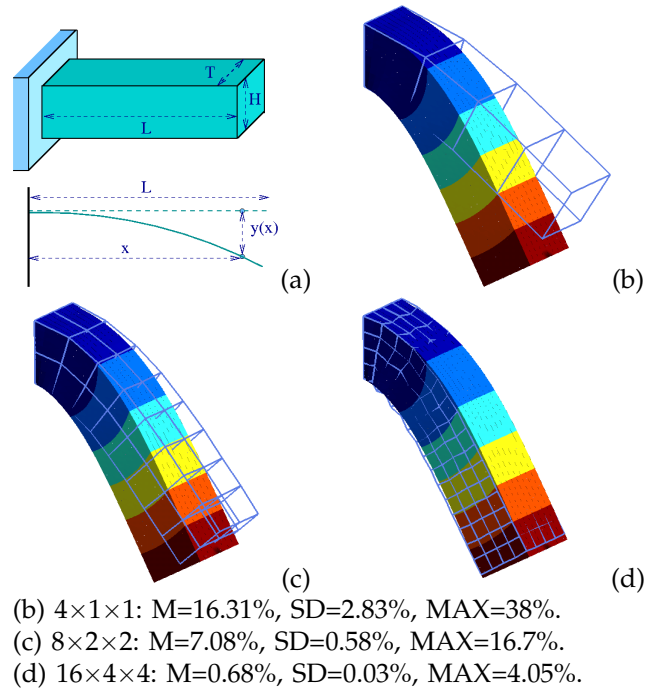 T
H
L
L
y(x)
x
(a)
(b)
(c)
(d)
(b) 4×1×1: M=16.31%, SD=2.83%, MAX=38%.
(c) 8×2×2: M=7.08%, SD=0.58%, MAX=16.7%.
(d) 16×4×4: M=0.68%, SD=0.03%, MAX=4.05%.